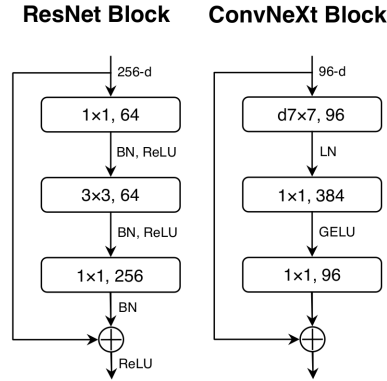 ResNet Block
256-d
1×1, 64
BN, ReLU
3×3, 64
BN, ReLU
1×1, 256
BN
ReLU
ConvNeXt Block
96-d
d7×7, 96
LN
1×1, 384
GELU
1×1, 96